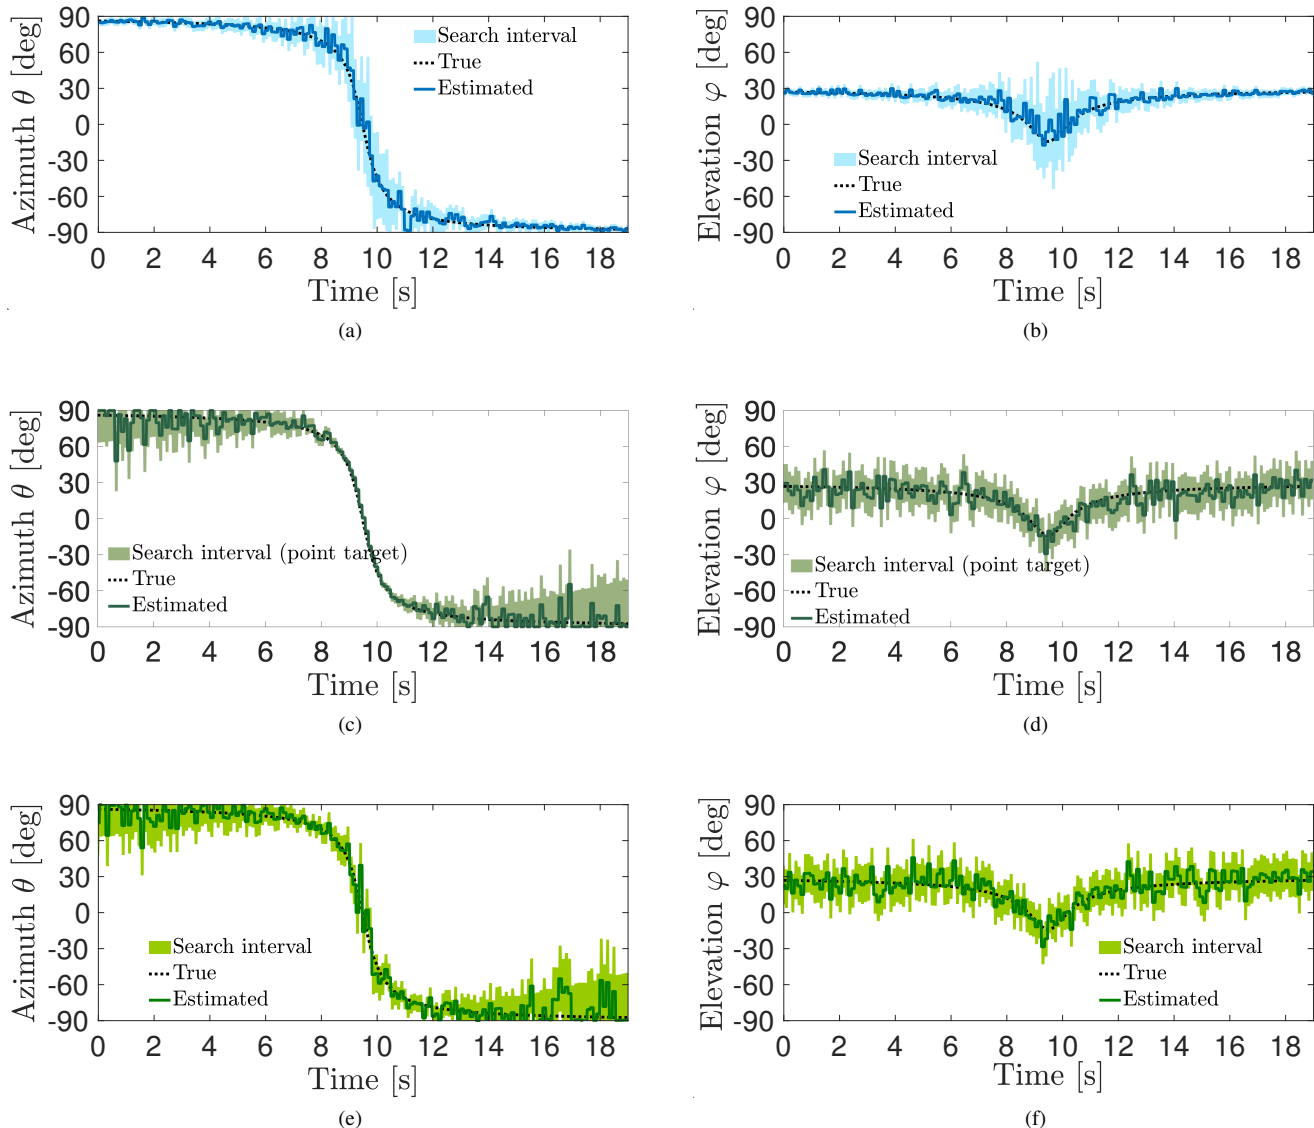 Azimuth θ [deg]
90
60
30
0
-30
-60
-90
Search interval
True
Estimated
0 2 4 6 8 10 12 14 16 18
Time [s]
(a)
Elevation φ [deg]
90
60
30
0
-30
-60
-90
Search interval
True
Estimated
0 2 4 6 8 10 12 14 16 18
Time [s]
(b)
Azimuth θ [deg]
90
60
30
0
-30
-60
-90
Search interval (point target)
True
Estimated
0 2 4 6 8 10 12 14 16 18
Time [s]
(c)
Elevation φ [deg]
90
60
30
0
-30
-60
-90
Search interval (point target)
True
Estimated
0 2 4 6 8 10 12 14 16 18
Time [s]
(d)
Azimuth θ [deg]
90
60
30
0
-30
-60
-90
Search interval
True
Estimated
0 2 4 6 8 10 12 14 16 18
Time [s]
(e)
Elevation φ [deg]
90
60
30
0
-30
-60
-90
Search interval
True
Estimated
0 2 4 6 8 10 12 14 16 18
Time [s]
(f)